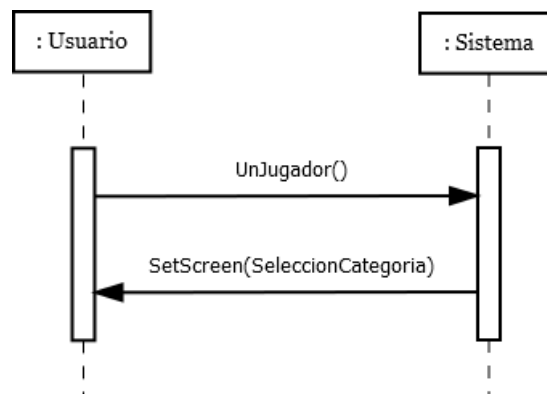 : Usuario
: Sistema
UnJugador()
SetScreen(SeleccionCategoria)